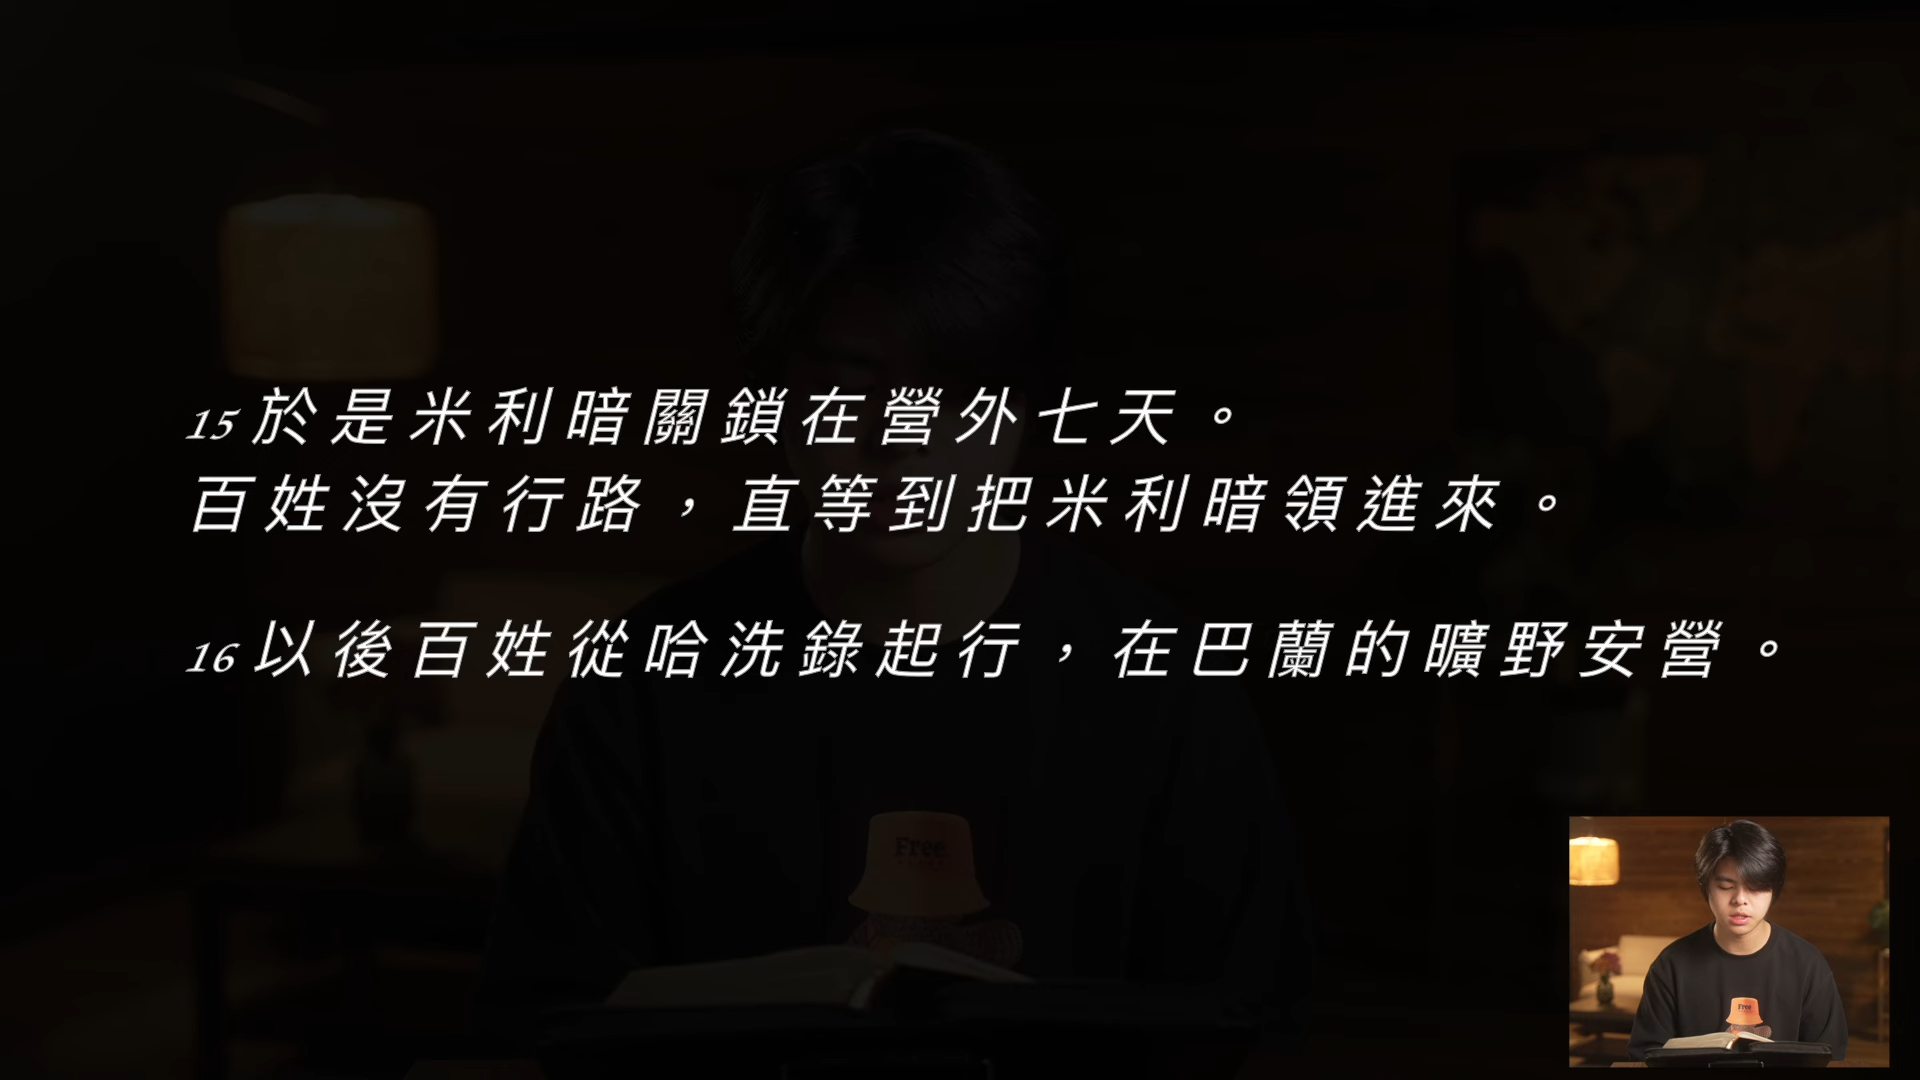 15 於是米利暗關鎖在營外七天。
百姓沒有行路，直等到把米利暗領進來。
16 以後百姓從哈洗錄起行，在巴蘭的曠野安營。
Free
Free